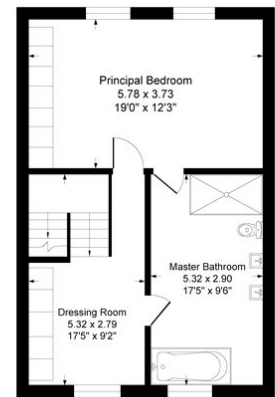 Principal Bedroom
5.78 x 3.73
19'0" x 12'3"
Master Bathroom
5.32 x 2.90
17'5" x 9'6"
Dressing Room
5.32 x 2.79
17'5" x 9'2"